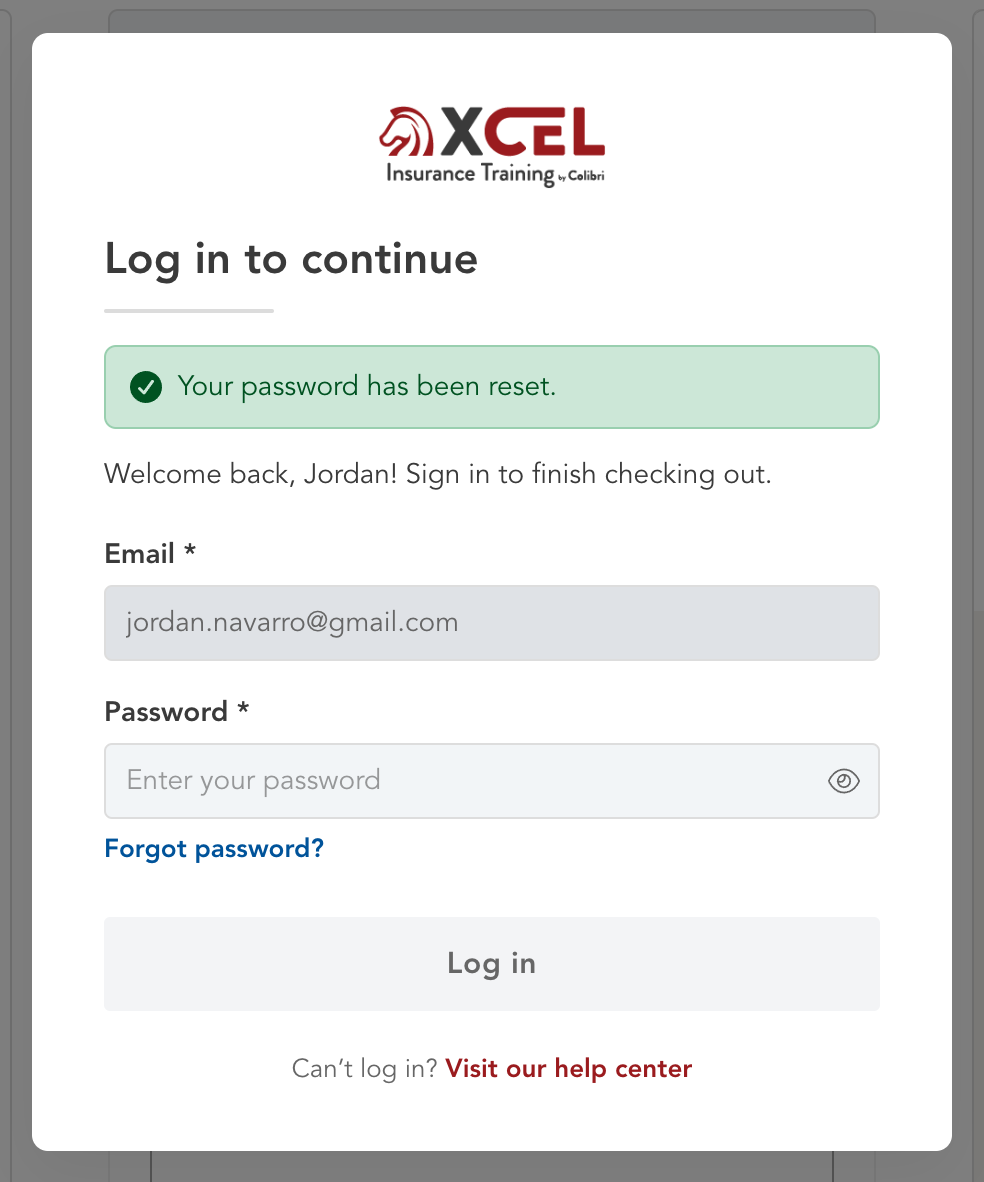 XCEL
Insurance Training by Colibri
Log in to continue
Your password has been reset.
Welcome back, Jordan! Sign in to finish checking out.
Email *
jordan.navarro@gmail.com
Password *
Enter your password
Forgot password?
Log in
Can’t log in? Visit our help center